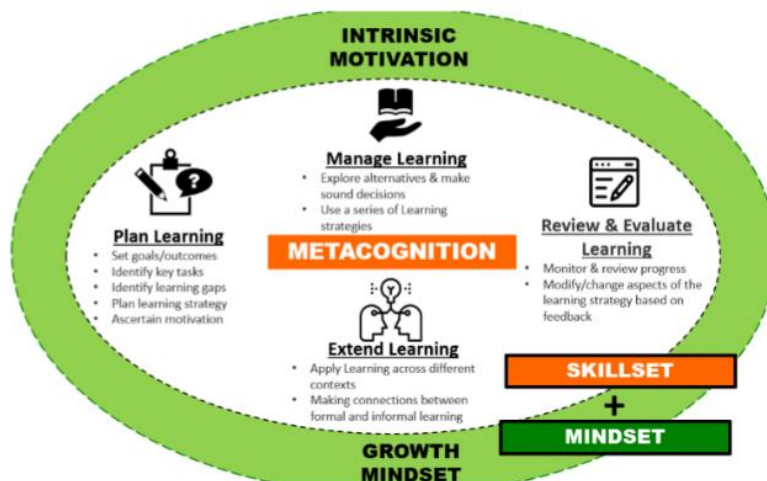 INTRINSIC
MOTIVATION
Manage Learning
• Explore alternatives & make
sound decisions
• Use a series of Learning
strategies
?
Plan Learning
• Set goals/outcomes
• Identify key tasks
• Identify learning gaps
• Plan learning strategy
• Ascertain motivation
METACOGNITION
Review & Evaluate
Learning
• Monitor & review progress
• Modify/change aspects of the
learning strategy based on
feedback
Extend Learning
• Apply Learning across different
contexts
• Making connections between
formal and informal learning
SKILLSET
+
MINDSET
GROWTH
MINDSET